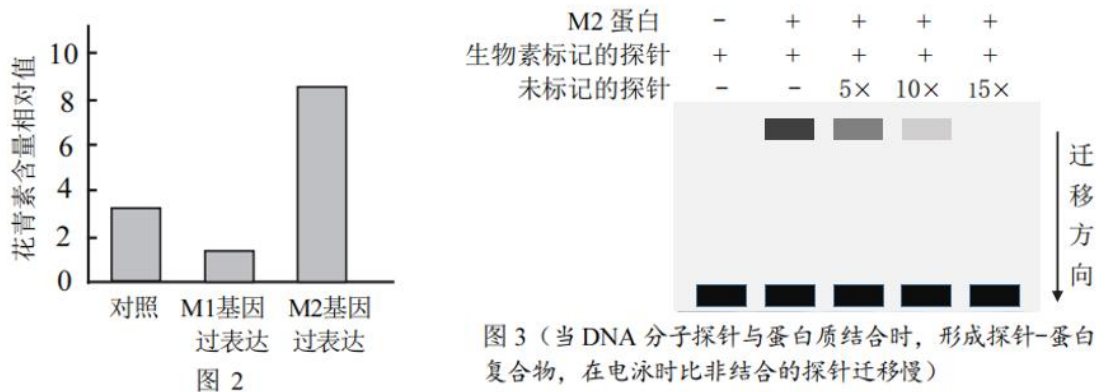 花青素含量相对值
10
8
6
4
2
0
对照 M1基因 M2基因
过表达 过表达
图 2
M2 蛋白 - + + + +
生物素标记的探针 + + + + +
未标记的探针 - - 5× 10× 15×
迁移方向
图 3（当 DNA 分子探针与蛋白质结合时，形成探针-蛋白
复合物，在电泳时比非结合的探针迁移慢）